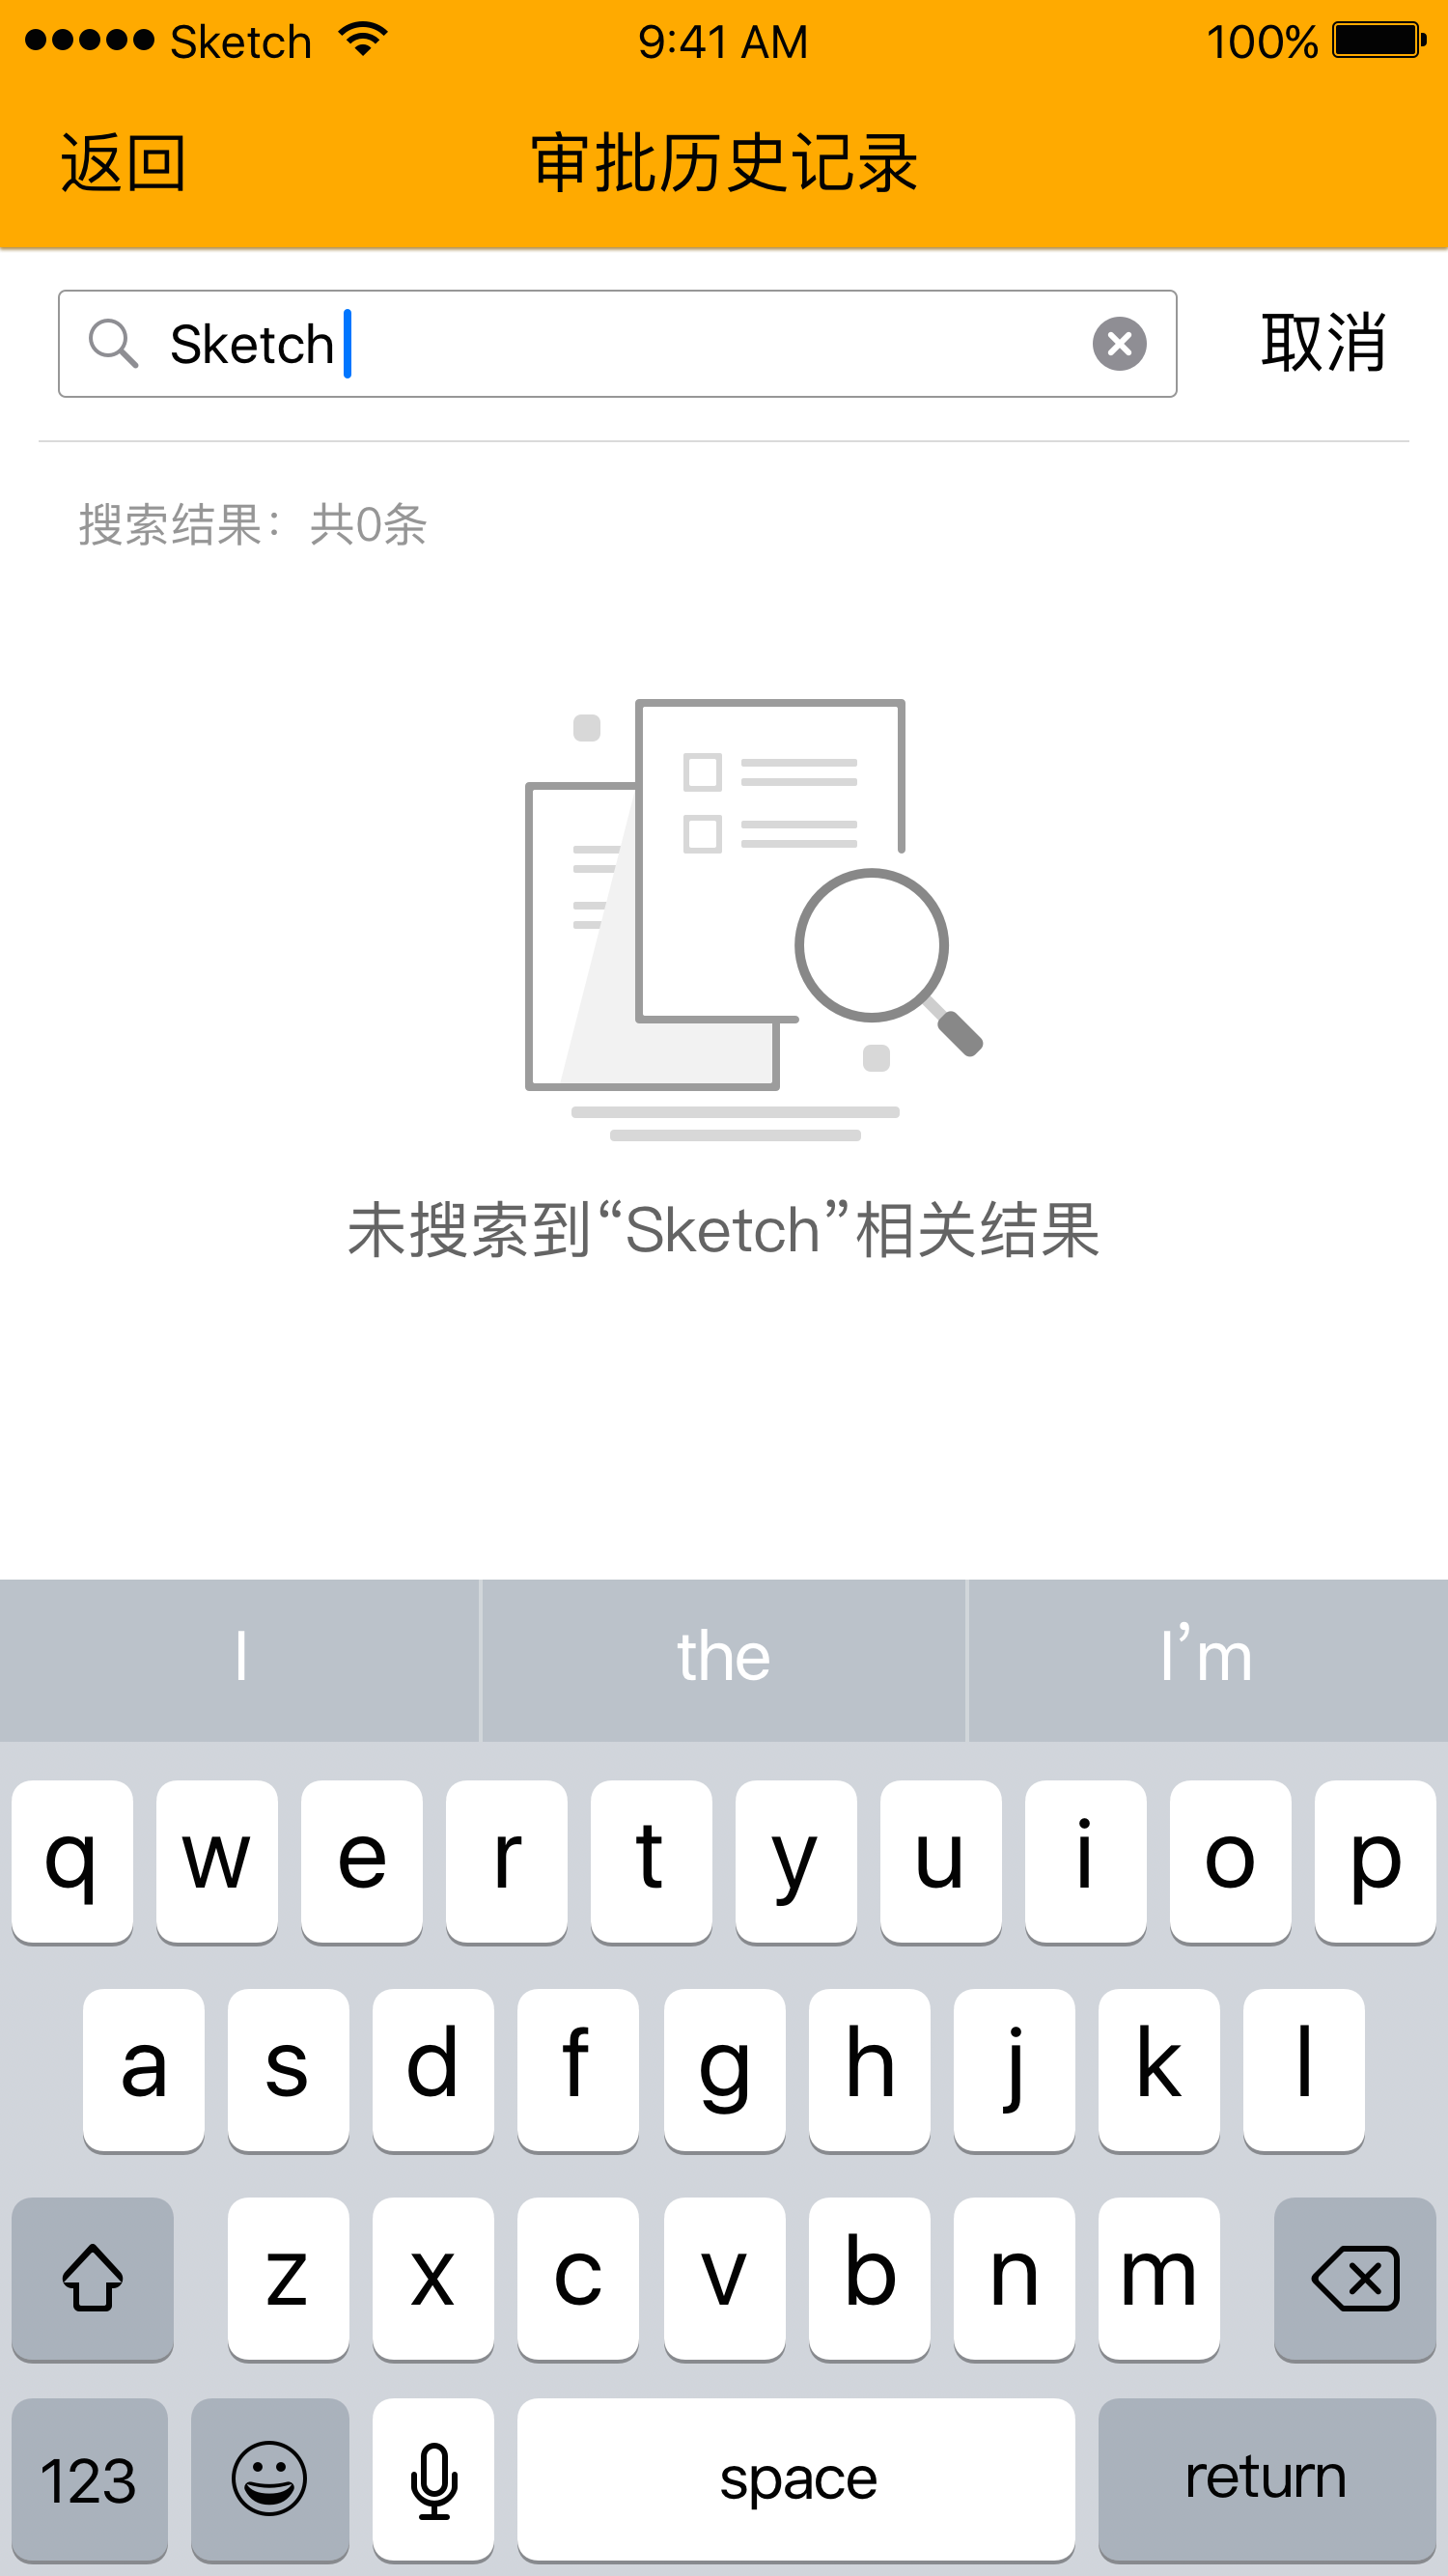 Sketch 9:41 AM 100%
返回 审批历史记录
Sketch 取消
搜索结果：共0条
未搜索到“Sketch”相关结果
I the I’m
q w e r t y u i o p
a s d f g h j k l
z x c v b n m
123 space return